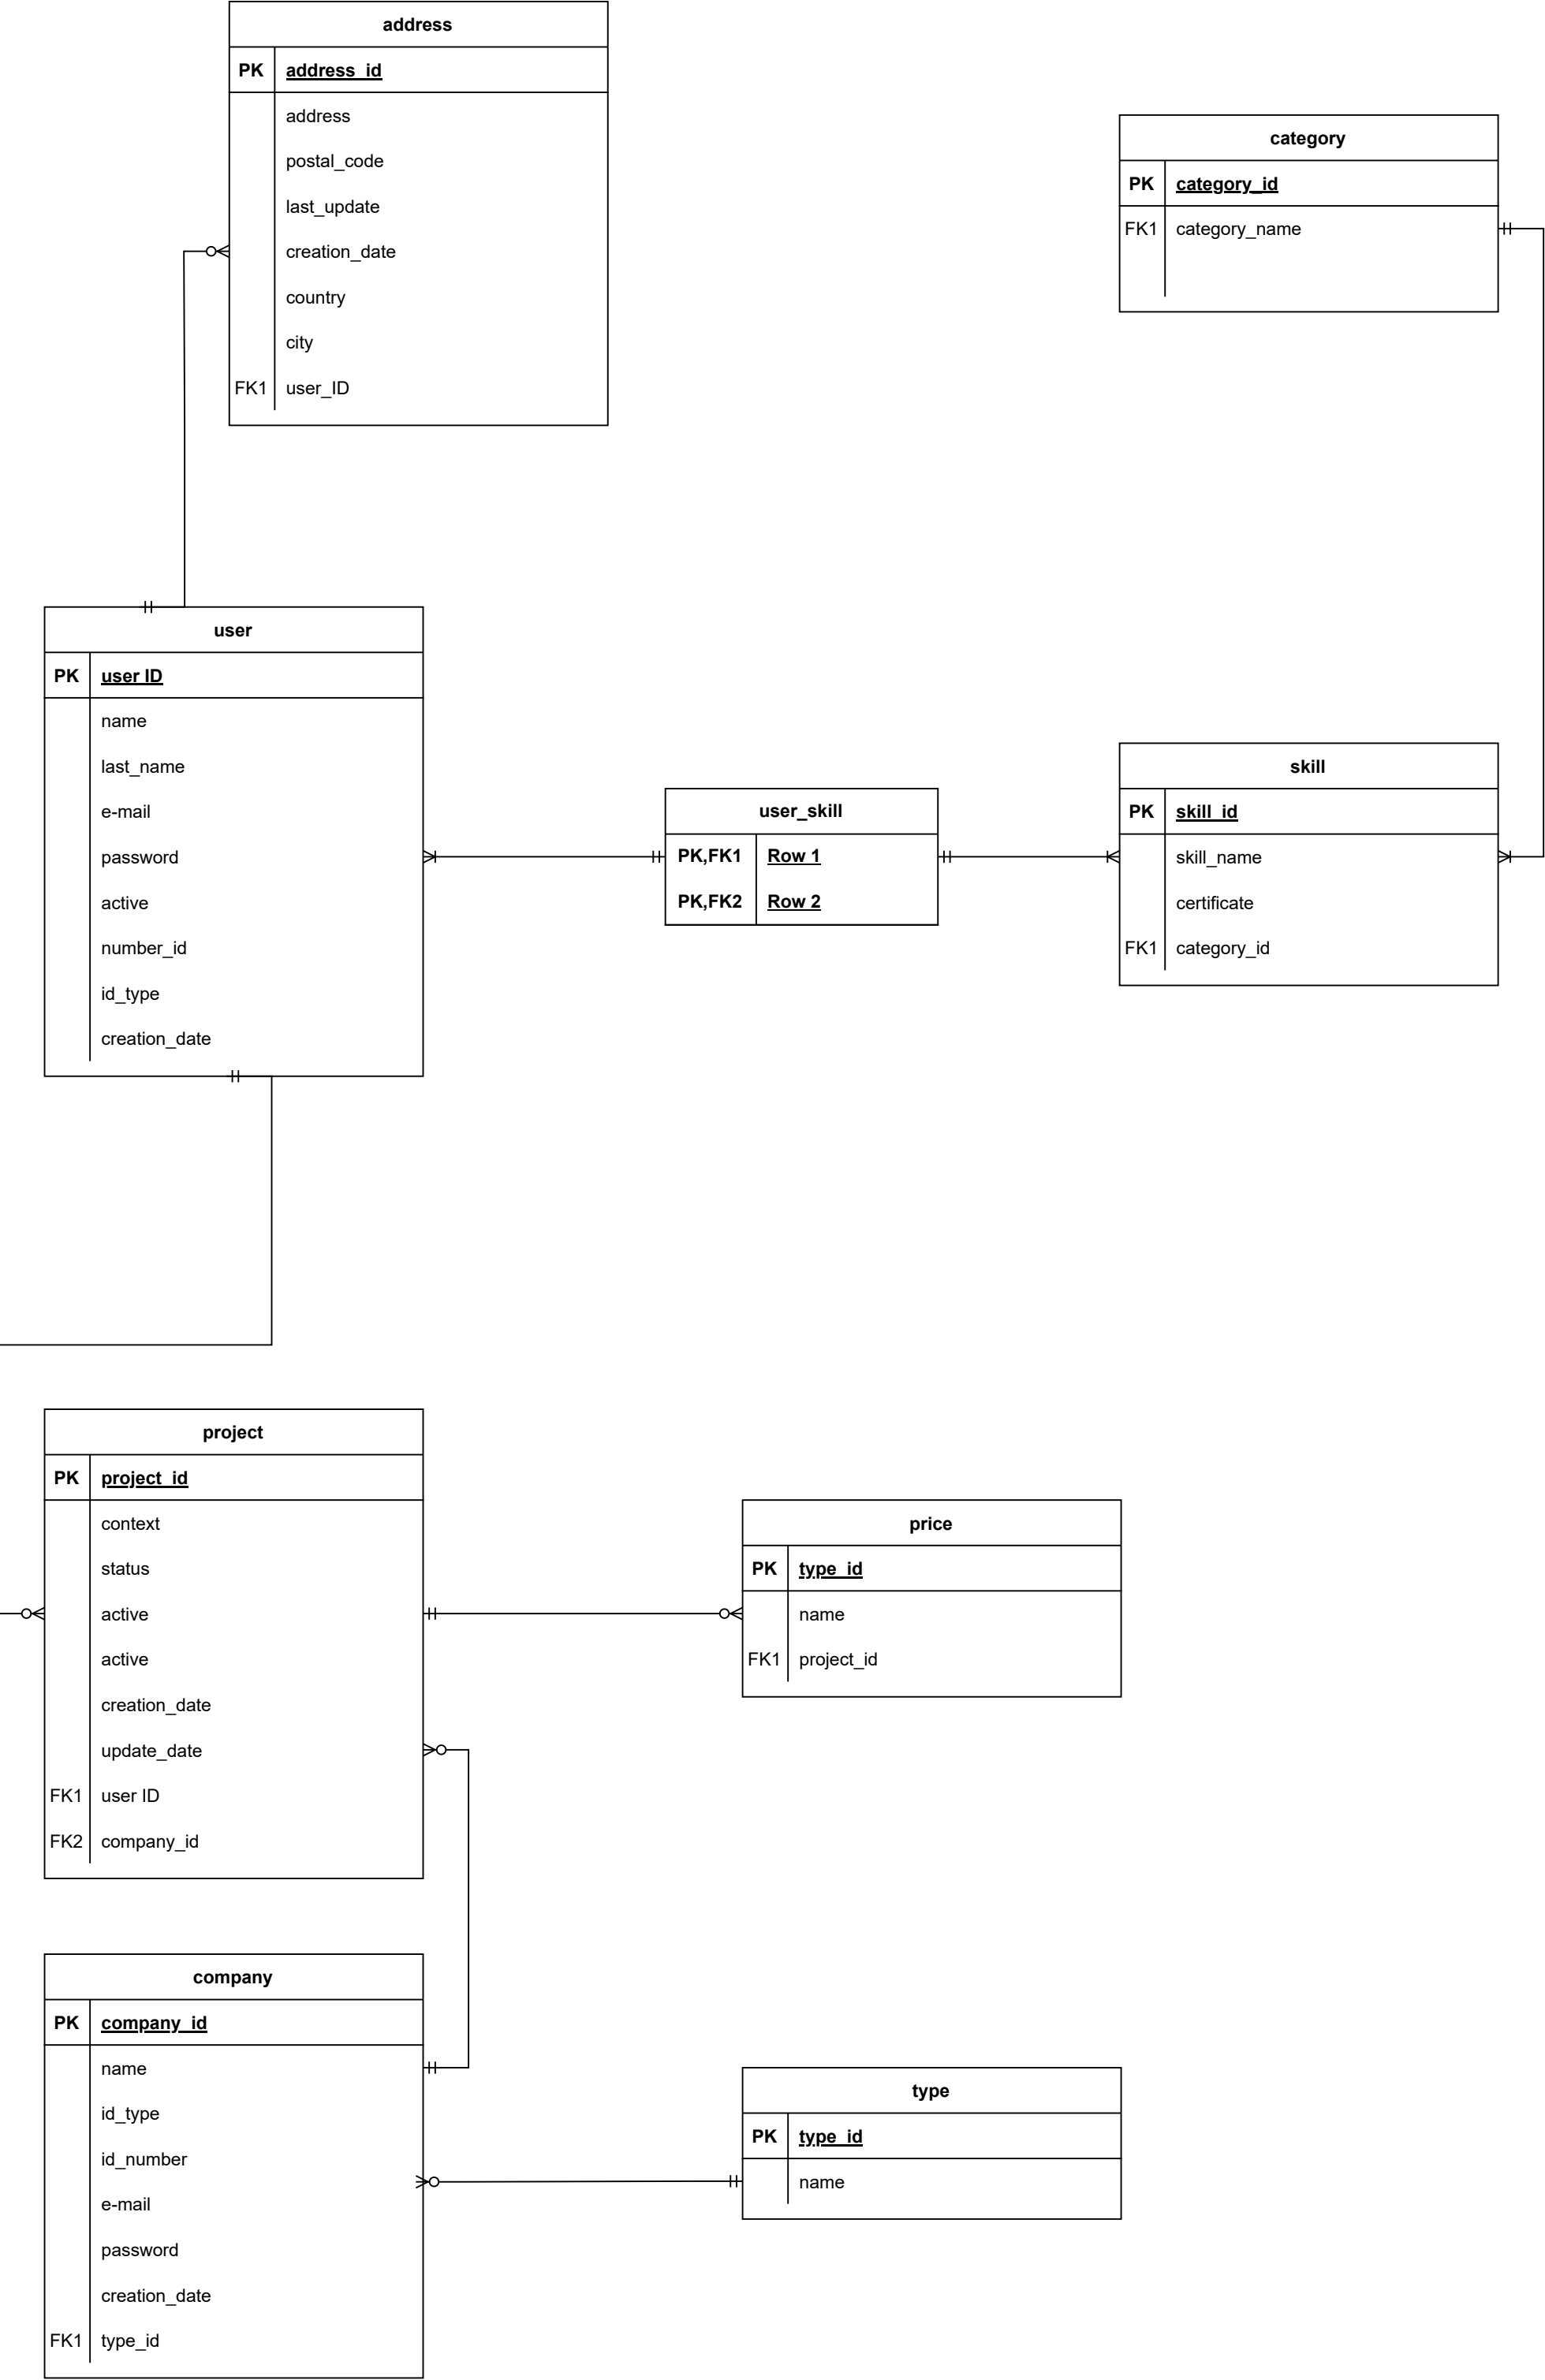 address
PK address_id
address
postal_code
last_update
creation_date
country
city
FK1 user_ID
category
PK category_id
FK1 category_name
user
PK user ID
name
last_name
e-mail
password
active
number_id
id_type
creation_date
user_skill
PK,FK1 Row 1
PK,FK2 Row 2
skill
PK skill_id
skill_name
certificate
FK1 category_id
project
PK project_id
context
status
active
active
creation_date
update_date
FK1 user ID
FK2 company_id
price
PK type_id
name
FK1 project_id
company
PK company_id
name
id_type
id_number
e-mail
password
creation_date
FK1 type_id
type
PK type_id
name